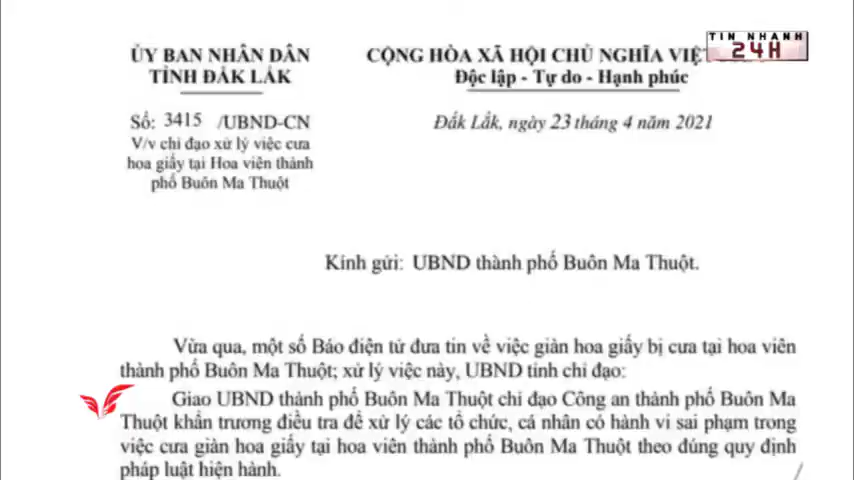 TIN NHANH
24H
ỦY BAN NHÂN DÂN
TỈNH ĐẮK LẮK
CỘNG HÒA XÃ HỘI CHỦ NGHĨA VIỆ
Độc lập - Tự do - Hạnh phúc
Số: 3415 /UBND-CN
V/v chỉ đạo xử lý việc cưa
hoa giấy tại Hoa viên thành
phố Buôn Ma Thuột
Đắk Lắk, ngày 23 tháng 4 năm 2021
Kính gửi: UBND thành phố Buôn Ma Thuột.
Vừa qua, một số Báo điện tử đưa tin về việc giàn hoa giấy bị cưa tại hoa viên
thành phố Buôn Ma Thuột; xử lý việc này, UBND tỉnh chỉ đạo:
Giao UBND thành phố Buôn Ma Thuột chỉ đạo Công an thành phố Buôn Ma
Thuột khẩn trương điều tra để xử lý các tổ chức, cá nhân có hành vi sai phạm trong
việc cưa giàn hoa giấy tại hoa viên thành phố Buôn Ma Thuột theo đúng quy định
pháp luật hiện hành.